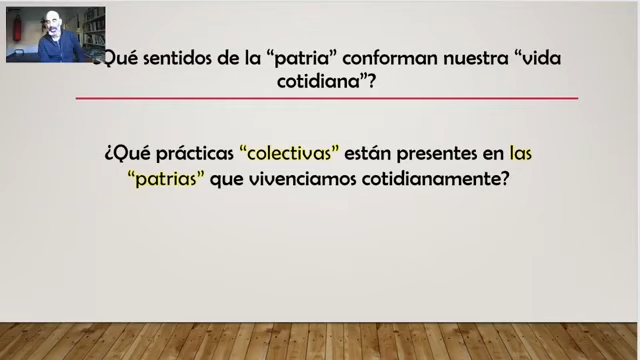 ¿Qué sentidos de la “patria” conforman nuestra “vida
cotidiana”?
¿Qué prácticas “colectivas” están presentes en las
“patrias” que vivenciamos cotidianamente?